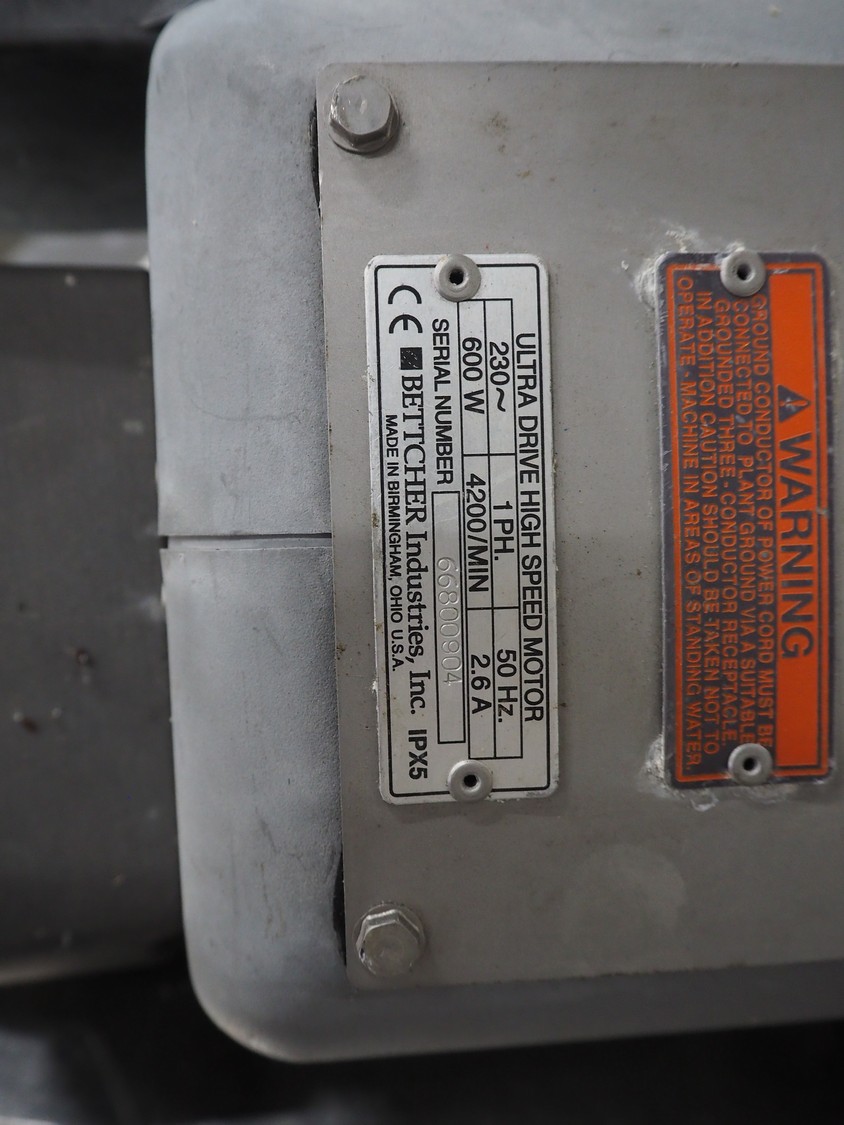 ULTRA DRIVE HIGH SPEED MOTOR
230~ 1 PH. 50 Hz.
600 W 4200/MIN 2.6 A
SERIAL NUMBER 66800904
CE BETTCHER Industries, Inc. IPX5
MADE IN BIRMINGHAM, OHIO U.S.A.
WARNING
GROUND CONDUCTOR OF POWER CORD MUST BE
CONNECTED TO PLANT GROUND VIA A SUITABLE
GROUNDED THREE - CONDUCTOR RECEPTACLE.
IN ADDITION CAUTION SHOULD BE TAKEN NOT TO
OPERATE MACHINE IN AREAS OF STANDING WATER.